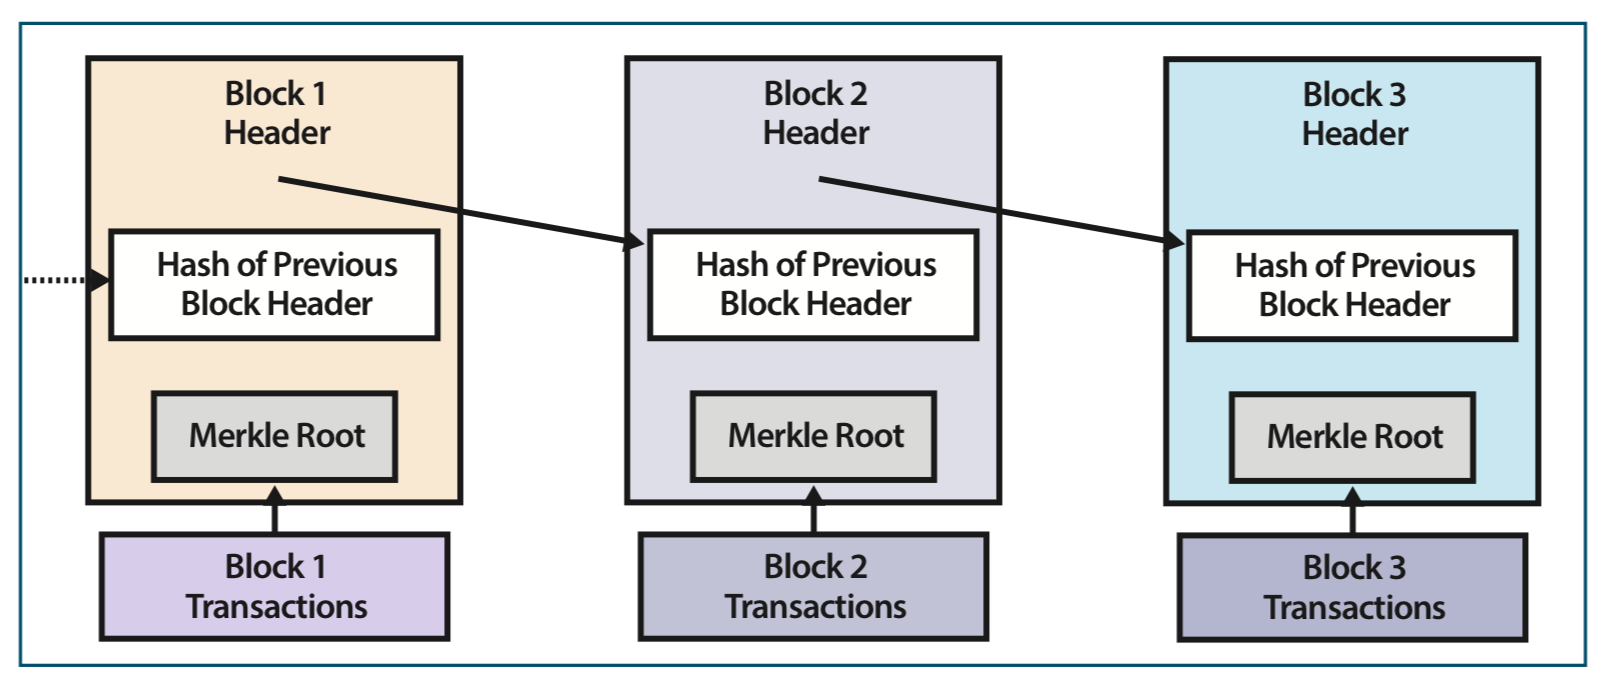 Block 1
Header
Hash of Previous
Block Header
Merkle Root
Block 1
Transactions
Block 2
Header
Hash of Previous
Block Header
Merkle Root
Block 2
Transactions
Block 3
Header
Hash of Previous
Block Header
Merkle Root
Block 3
Transactions